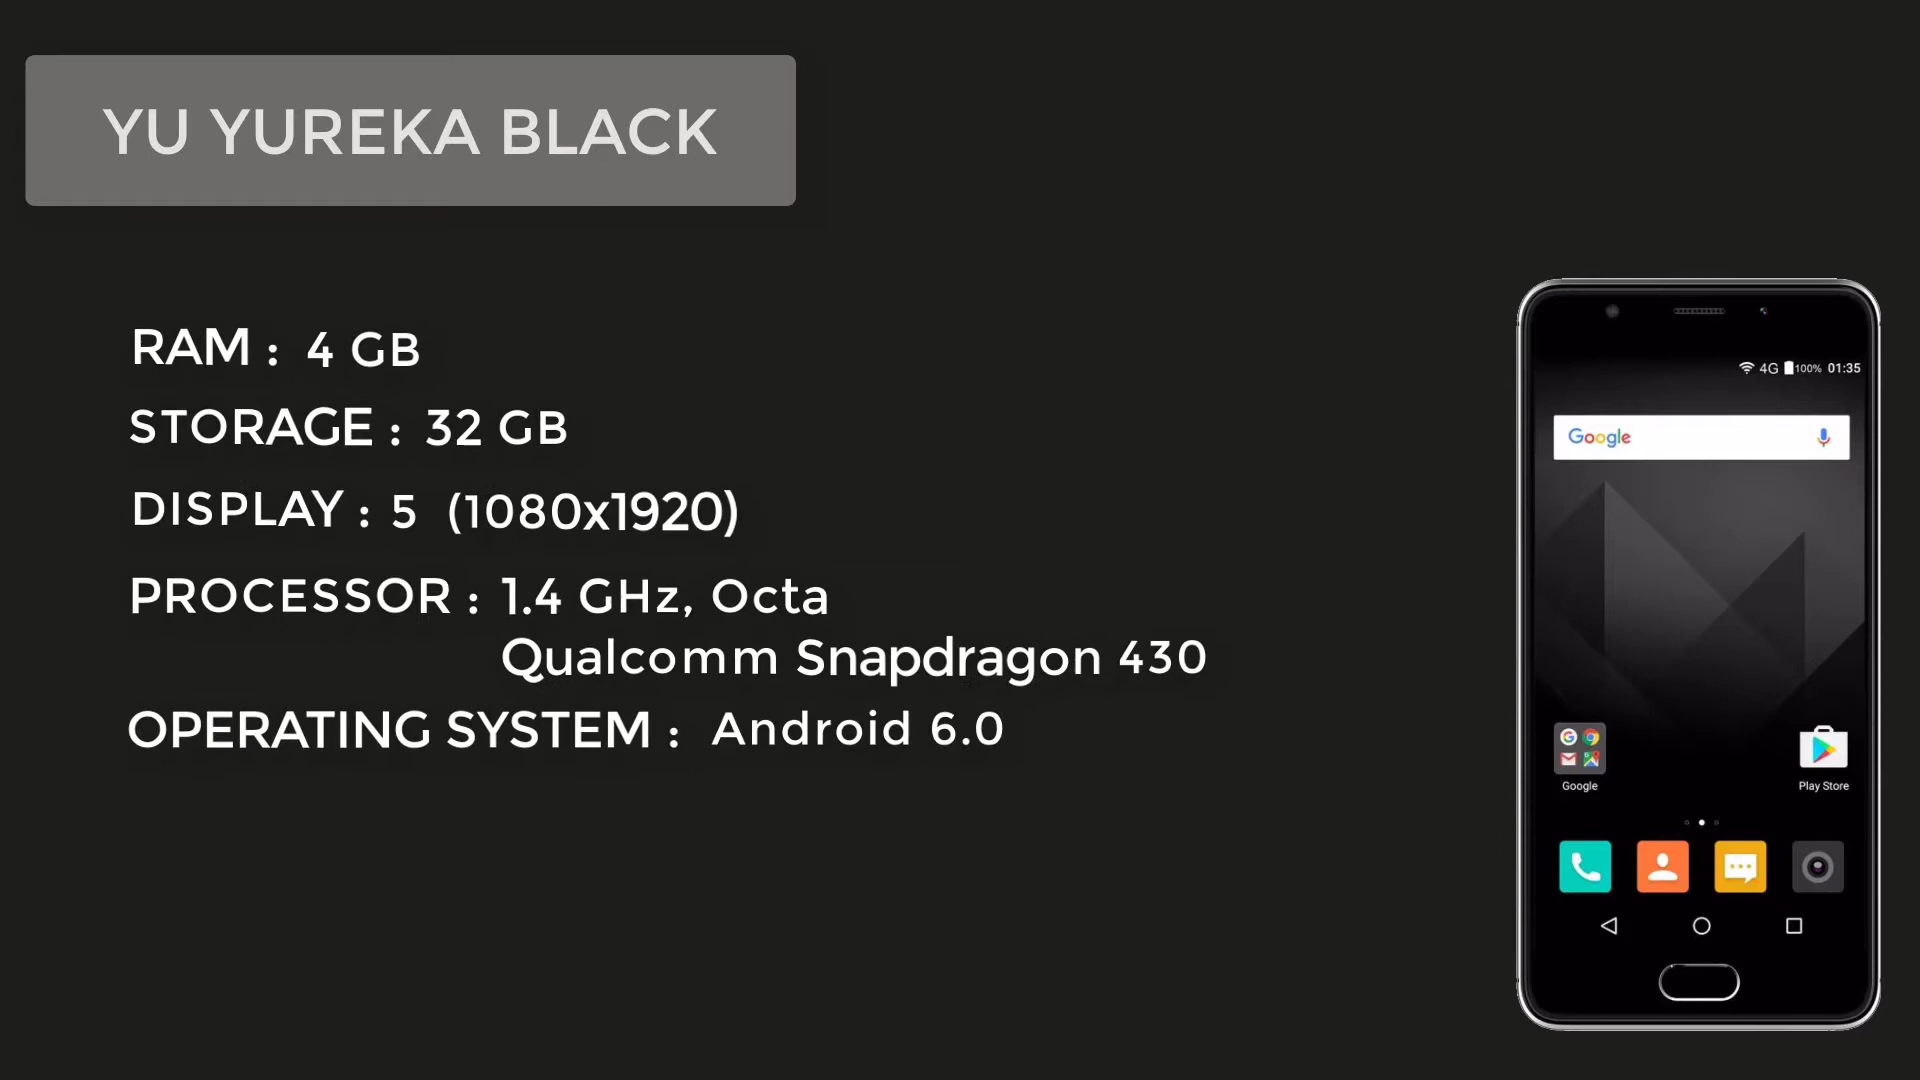 YU YUREKA BLACK
RAM : 4 GB
STORAGE : 32 GB
DISPLAY : 5 (1080x1920)
PROCESSOR : 1.4 GHz, Octa
Qualcomm Snapdragon 430
OPERATING SYSTEM : Android 6.0
4G 100% 01:35
Google
Google
Play Store